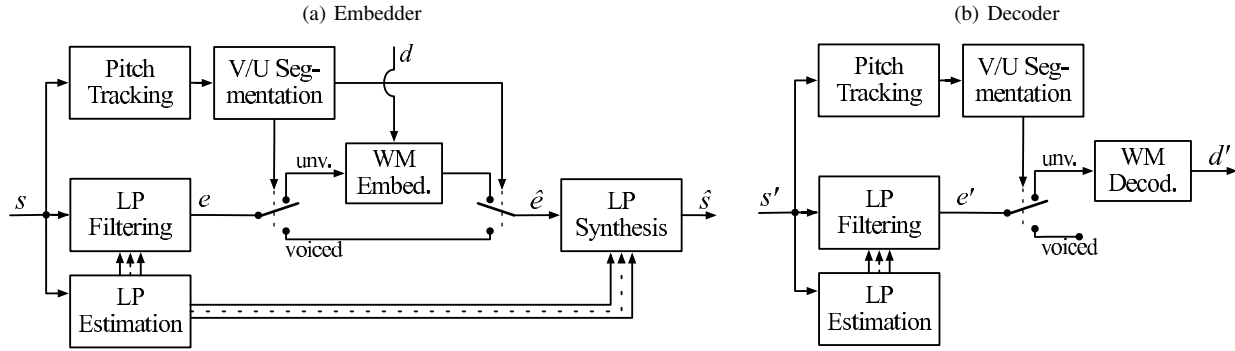 (a) Embedder
d
Pitch
Tracking
V/U Seg-
mentation
unv.
WM
Embed.
s
LP
Filtering
e
voiced
ê
LP
Synthesis
ŝ
LP
Estimation
(b) Decoder
Pitch
Tracking
V/U Seg-
mentation
unv.
WM
Decod.
d′
s′
LP
Filtering
e′
voiced
LP
Estimation